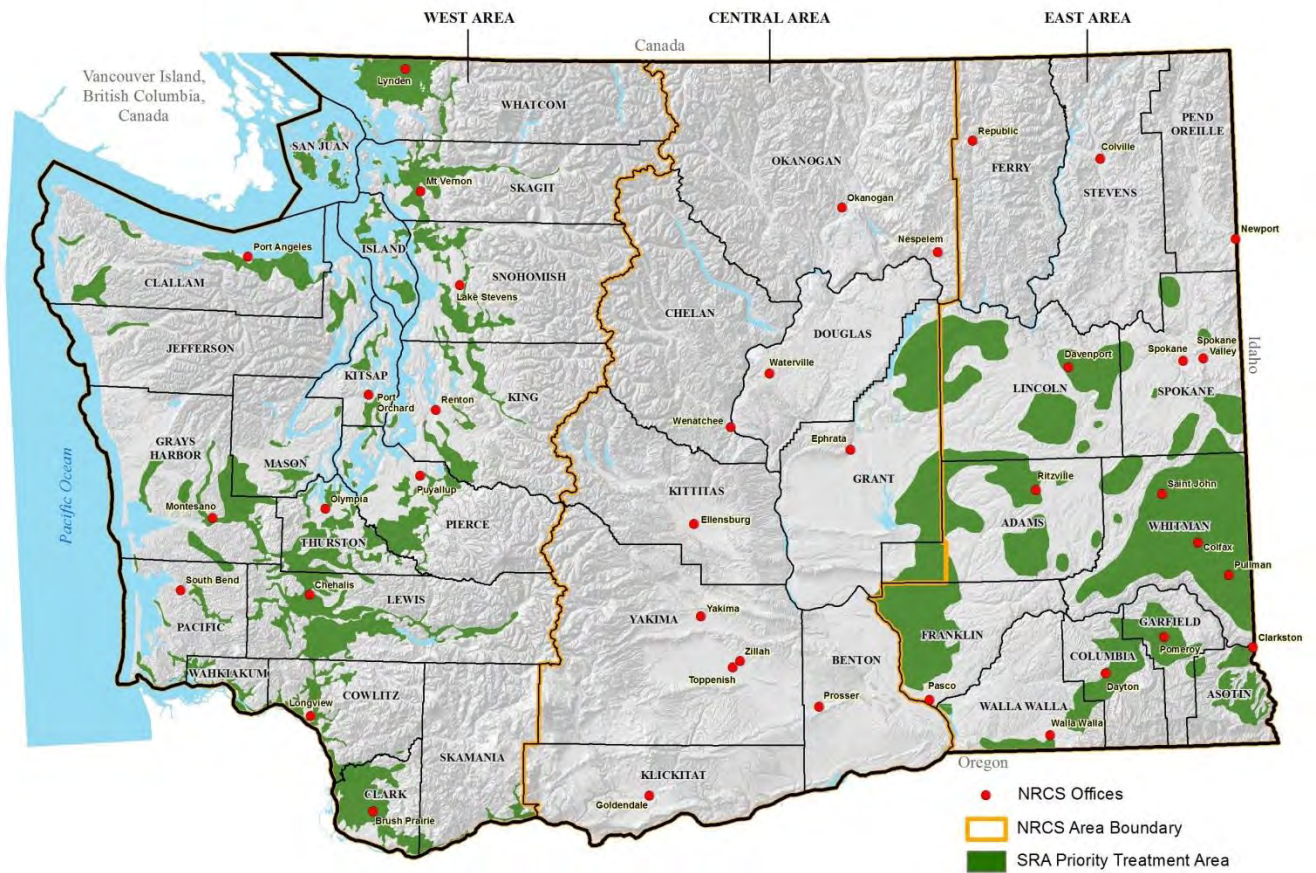 WEST AREA
CENTRAL AREA
EAST AREA
Canada
Vancouver Island,
British Columbia,
Canada
Lynden
WHATCOM
SAN JUAN
Mt Vernon
SKAGIT
OKANOGAN
Okanogan
Republic
FERRY
Colville
STEVENS
PEND
OREILLE
Newport
Nespelem
Port Angeles
CLALLAM
ISLAND
SNOHOMISH
Lake Stevens
CHELAN
DOUGLAS
JEFFERSON
KITSAP
Port
Orchard
Renton
KING
Waterville
Wenatchee
Davenport
LINCOLN
Spokane
Spokane
Valley
SPOKANE
Idaho
Pacific Ocean
GRAYS
HARBOR
MASON
Montesano
Olympia
Puyallup
THURSTON
PIERCE
KITTITAS
Ellensburg
Ephrata
GRANT
Ritzville
ADAMS
Saint John
WHITMAN
Colfax
Pullman
South Bend
PACIFIC
Chehalis
LEWIS
YAKIMA
Yakima
Zillah
Toppenish
BENTON
Prosser
FRANKLIN
Pasco
GARFIELD
Pomeroy
COLUMBIA
Dayton
Clarkston
ASOTIN
WALLA WALLA
Walla Walla
WAHKIAKUM
COWLITZ
Longview
SKAMANIA
CLARK
Brush Prairie
KLICKITAT
Goldendale
Oregon
NRCS Offices
NRCS Area Boundary
SRA Priority Treatment Area